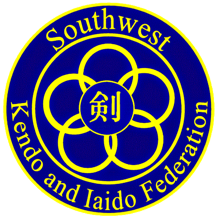 Southwest
剣
Kendo and Iaido Federation